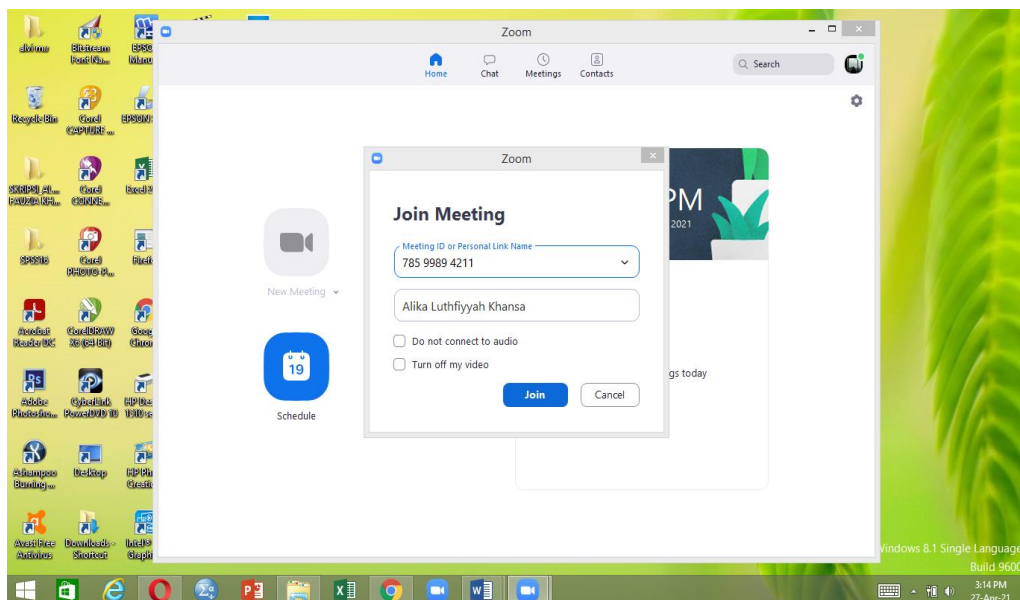 Zoom
Home
Chat
Meetings
Contacts
Search
PM
2021
New Meeting
19
Schedule
gs today
Zoom
Join Meeting
Meeting ID or Personal Link Name
785 9989 4211
Alika Luthfiyyah Khansa
Do not connect to audio
Turn off my video
Join
Cancel
Recycle Bin
SPSS16
Acrobat
Reader DC
Adobe
Ashampoo
Avast Free
Antivirus
Bitstream
Corel
CAPTURE ...
Corel
CONNE...
Corel
PHOTO-P...
CorelDRAW
X6 (64-Bit)
CyberLink
PowerDVD 10
Desktop
Downloads -
Shortcut
Windows 8.1 Single Language
Build 9600
3:14 PM
27-Apr-21